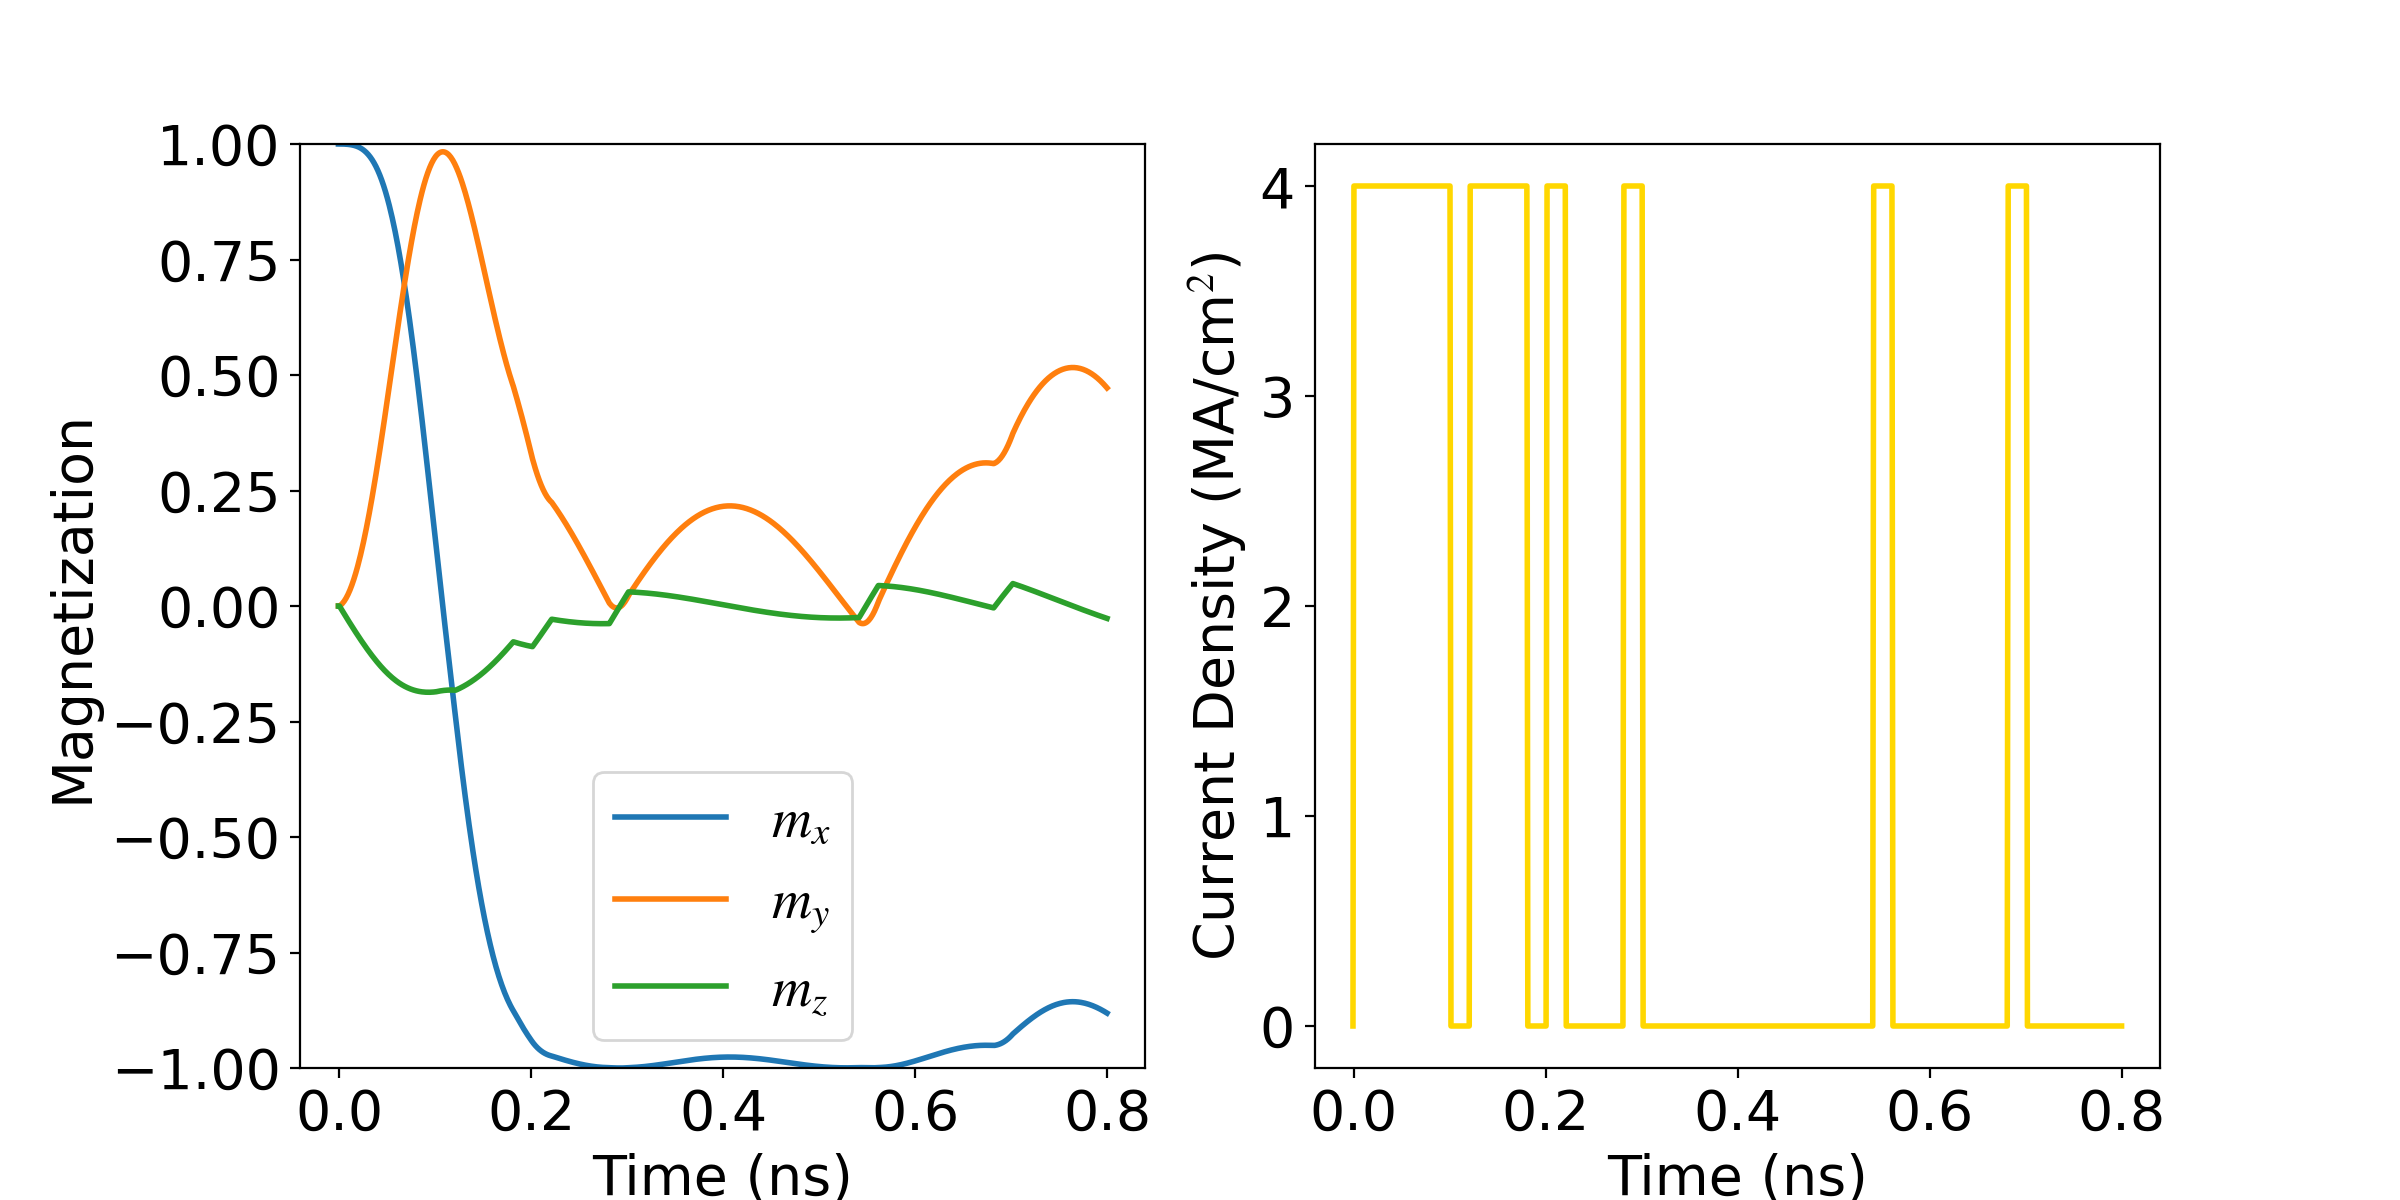 1.00
0.75
0.50
0.25
0.00
−0.25
−0.50
−0.75
−1.00
Magnetization
0.0 0.2 0.4 0.6 0.8
Time (ns)
m_x
m_y
m_z
4
3
2
1
0
Current Density (MA/cm²)
0.0 0.2 0.4 0.6 0.8
Time (ns)